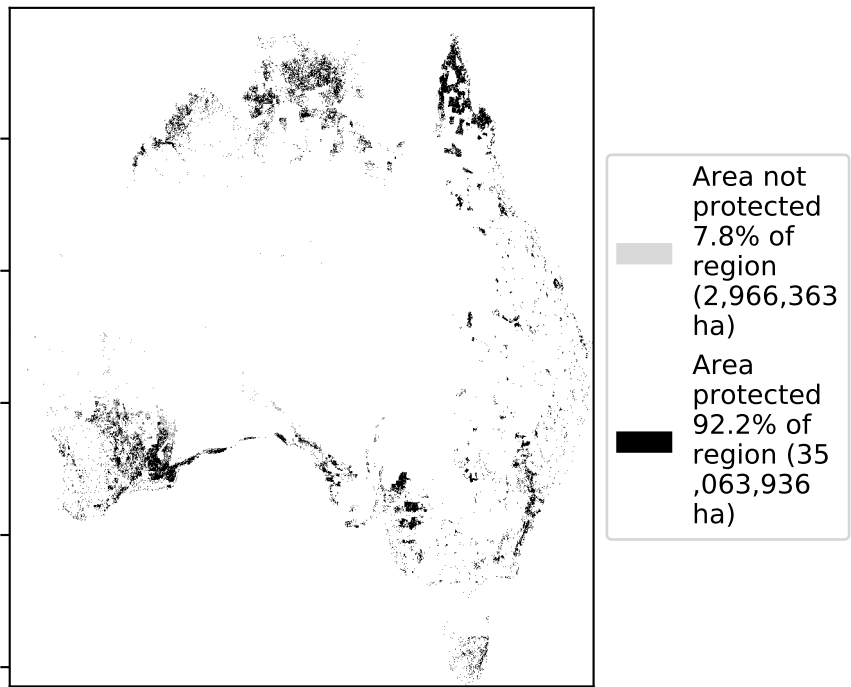 Area not
protected
7.8% of
region
(2,966,363
ha)
Area
protected
92.2% of
region (35
,063,936
ha)